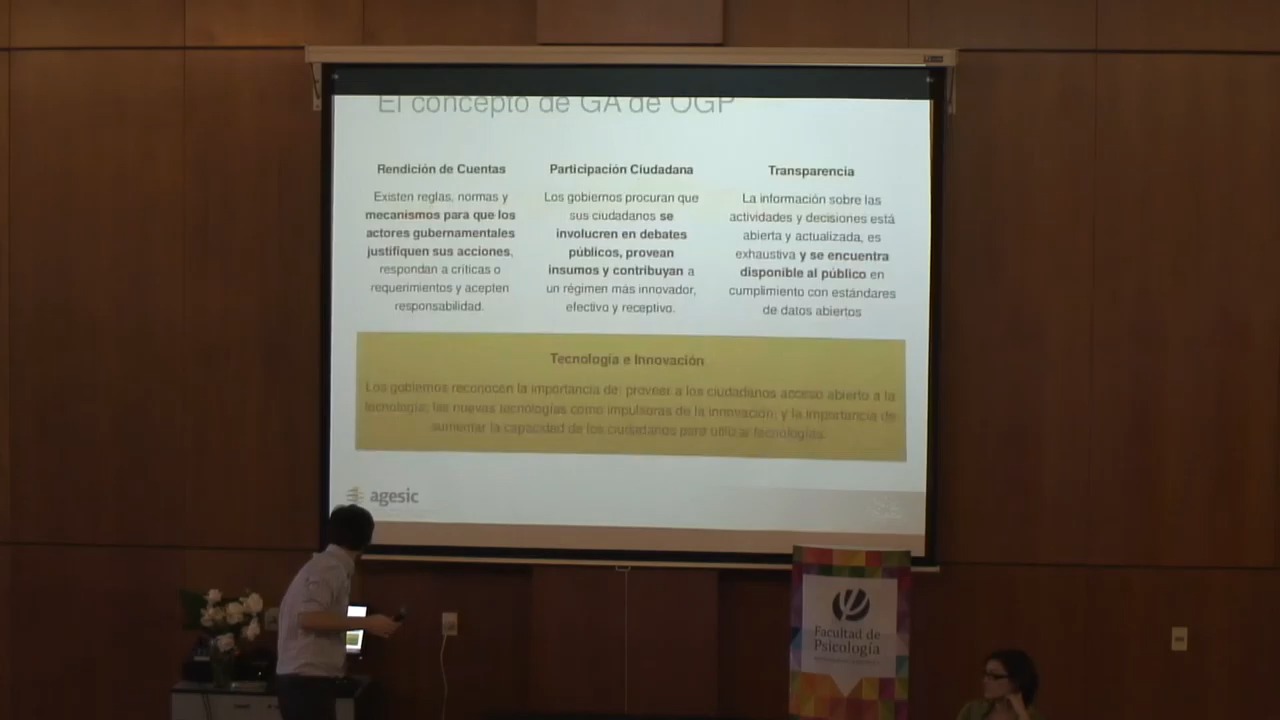 El concepto de GA de OGP
Rendición de Cuentas
Existen reglas, normas y
mecanismos para que los
actores gubernamentales
justifiquen sus acciones,
respondan a críticas o
requerimientos y acepten
responsabilidad.
Participación Ciudadana
Los gobiernos procuran que
sus ciudadanos se
involucren en debates
públicos, provean
insumos y contribuyan a
un régimen más innovador,
efectivo y receptivo.
Transparencia
La información sobre las
actividades y decisiones está
abierta y actualizada, es
exhaustiva y se encuentra
disponible al público en
cumplimiento con estándares
de datos abiertos
Tecnología e Innovación
Los gobiernos reconocen la importancia de: proveer a los ciudadanos acceso abierto a la
tecnología; las nuevas tecnologías como impulsoras de la innovación; y la importancia de
aumentar la capacidad de los ciudadanos para utilizar tecnologías.
agesic
Facultad de
Psicología